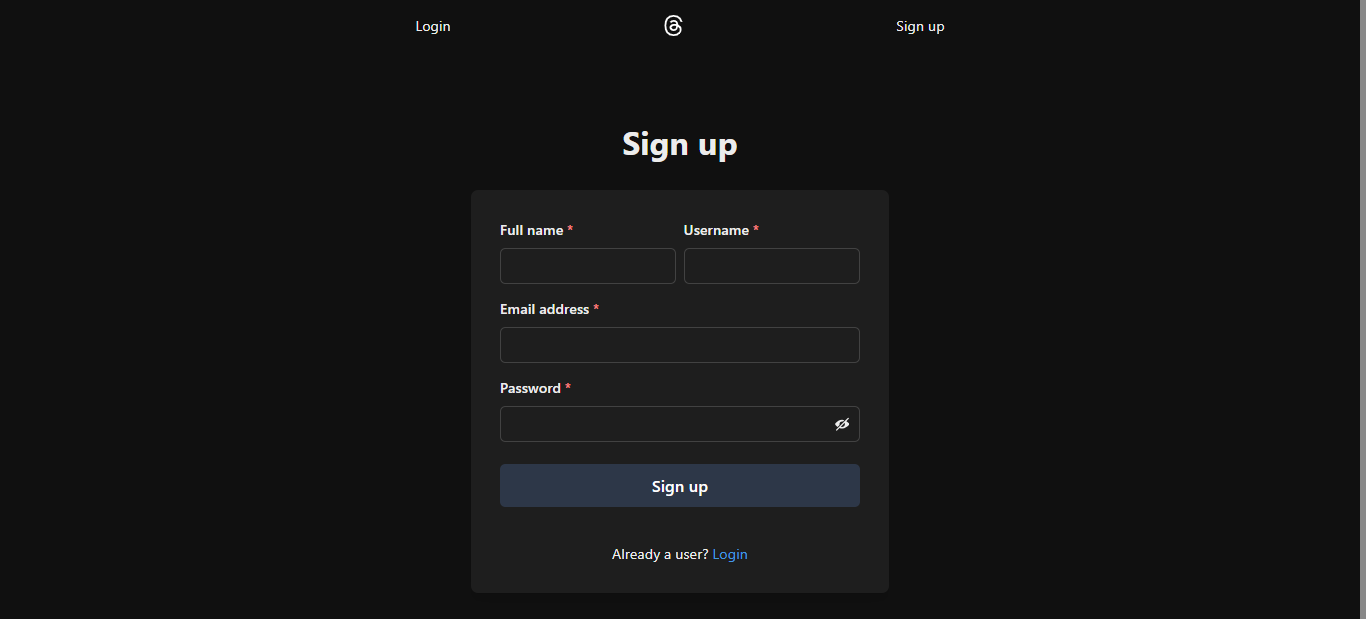 Login
Sign up
Sign up
Full name *
Username *
Email address *
Password *
Sign up
Already a user? Login